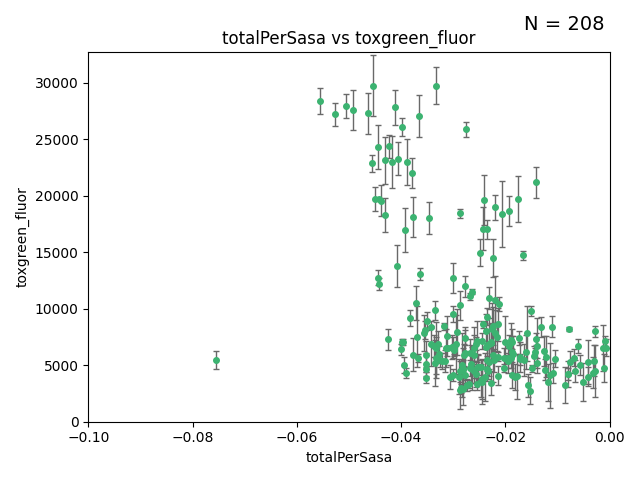 N = 208
totalPerSasa vs toxgreen_fluor
30000
25000
20000
15000
10000
5000
0
toxgreen_fluor
−0.10 −0.08 −0.06 −0.04 −0.02 0.00
totalPerSasa